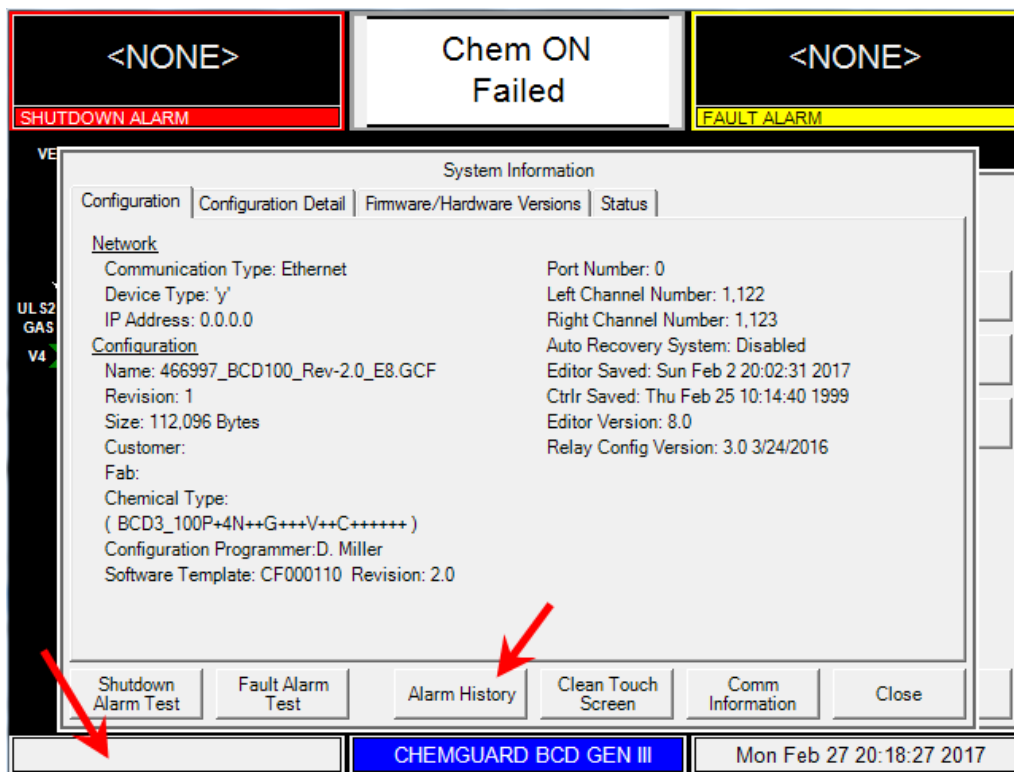 <NONE>
SHUTDOWN ALARM
Chem ON
Failed
<NONE>
FAULT ALARM
VE
UL S2
GAS
V4
System Information
Configuration
Configuration Detail
Firmware/Hardware Versions
Status
Network
Communication Type: Ethernet
Device Type: 'y'
IP Address: 0.0.0.0
Configuration
Name: 466997_BCD100_Rev-2.0_E8.GCF
Revision: 1
Size: 112,096 Bytes
Customer:
Fab:
Chemical Type:
( BCD3_100P+4N++G+++V++C++++++ )
Configuration Programmer:D. Miller
Software Template: CF000110 Revision: 2.0
Port Number: 0
Left Channel Number: 1,122
Right Channel Number: 1,123
Auto Recovery System: Disabled
Editor Saved: Sun Feb 2 20:02:31 2017
Ctrlr Saved: Thu Feb 25 10:14:40 1999
Editor Version: 8.0
Relay Config Version: 3.0 3/24/2016
Shutdown
Alarm Test
Fault Alarm
Test
Alarm History
Clean Touch
Screen
Comm
Information
Close
CHEMGUARD BCD GEN III
Mon Feb 27 20:18:27 2017